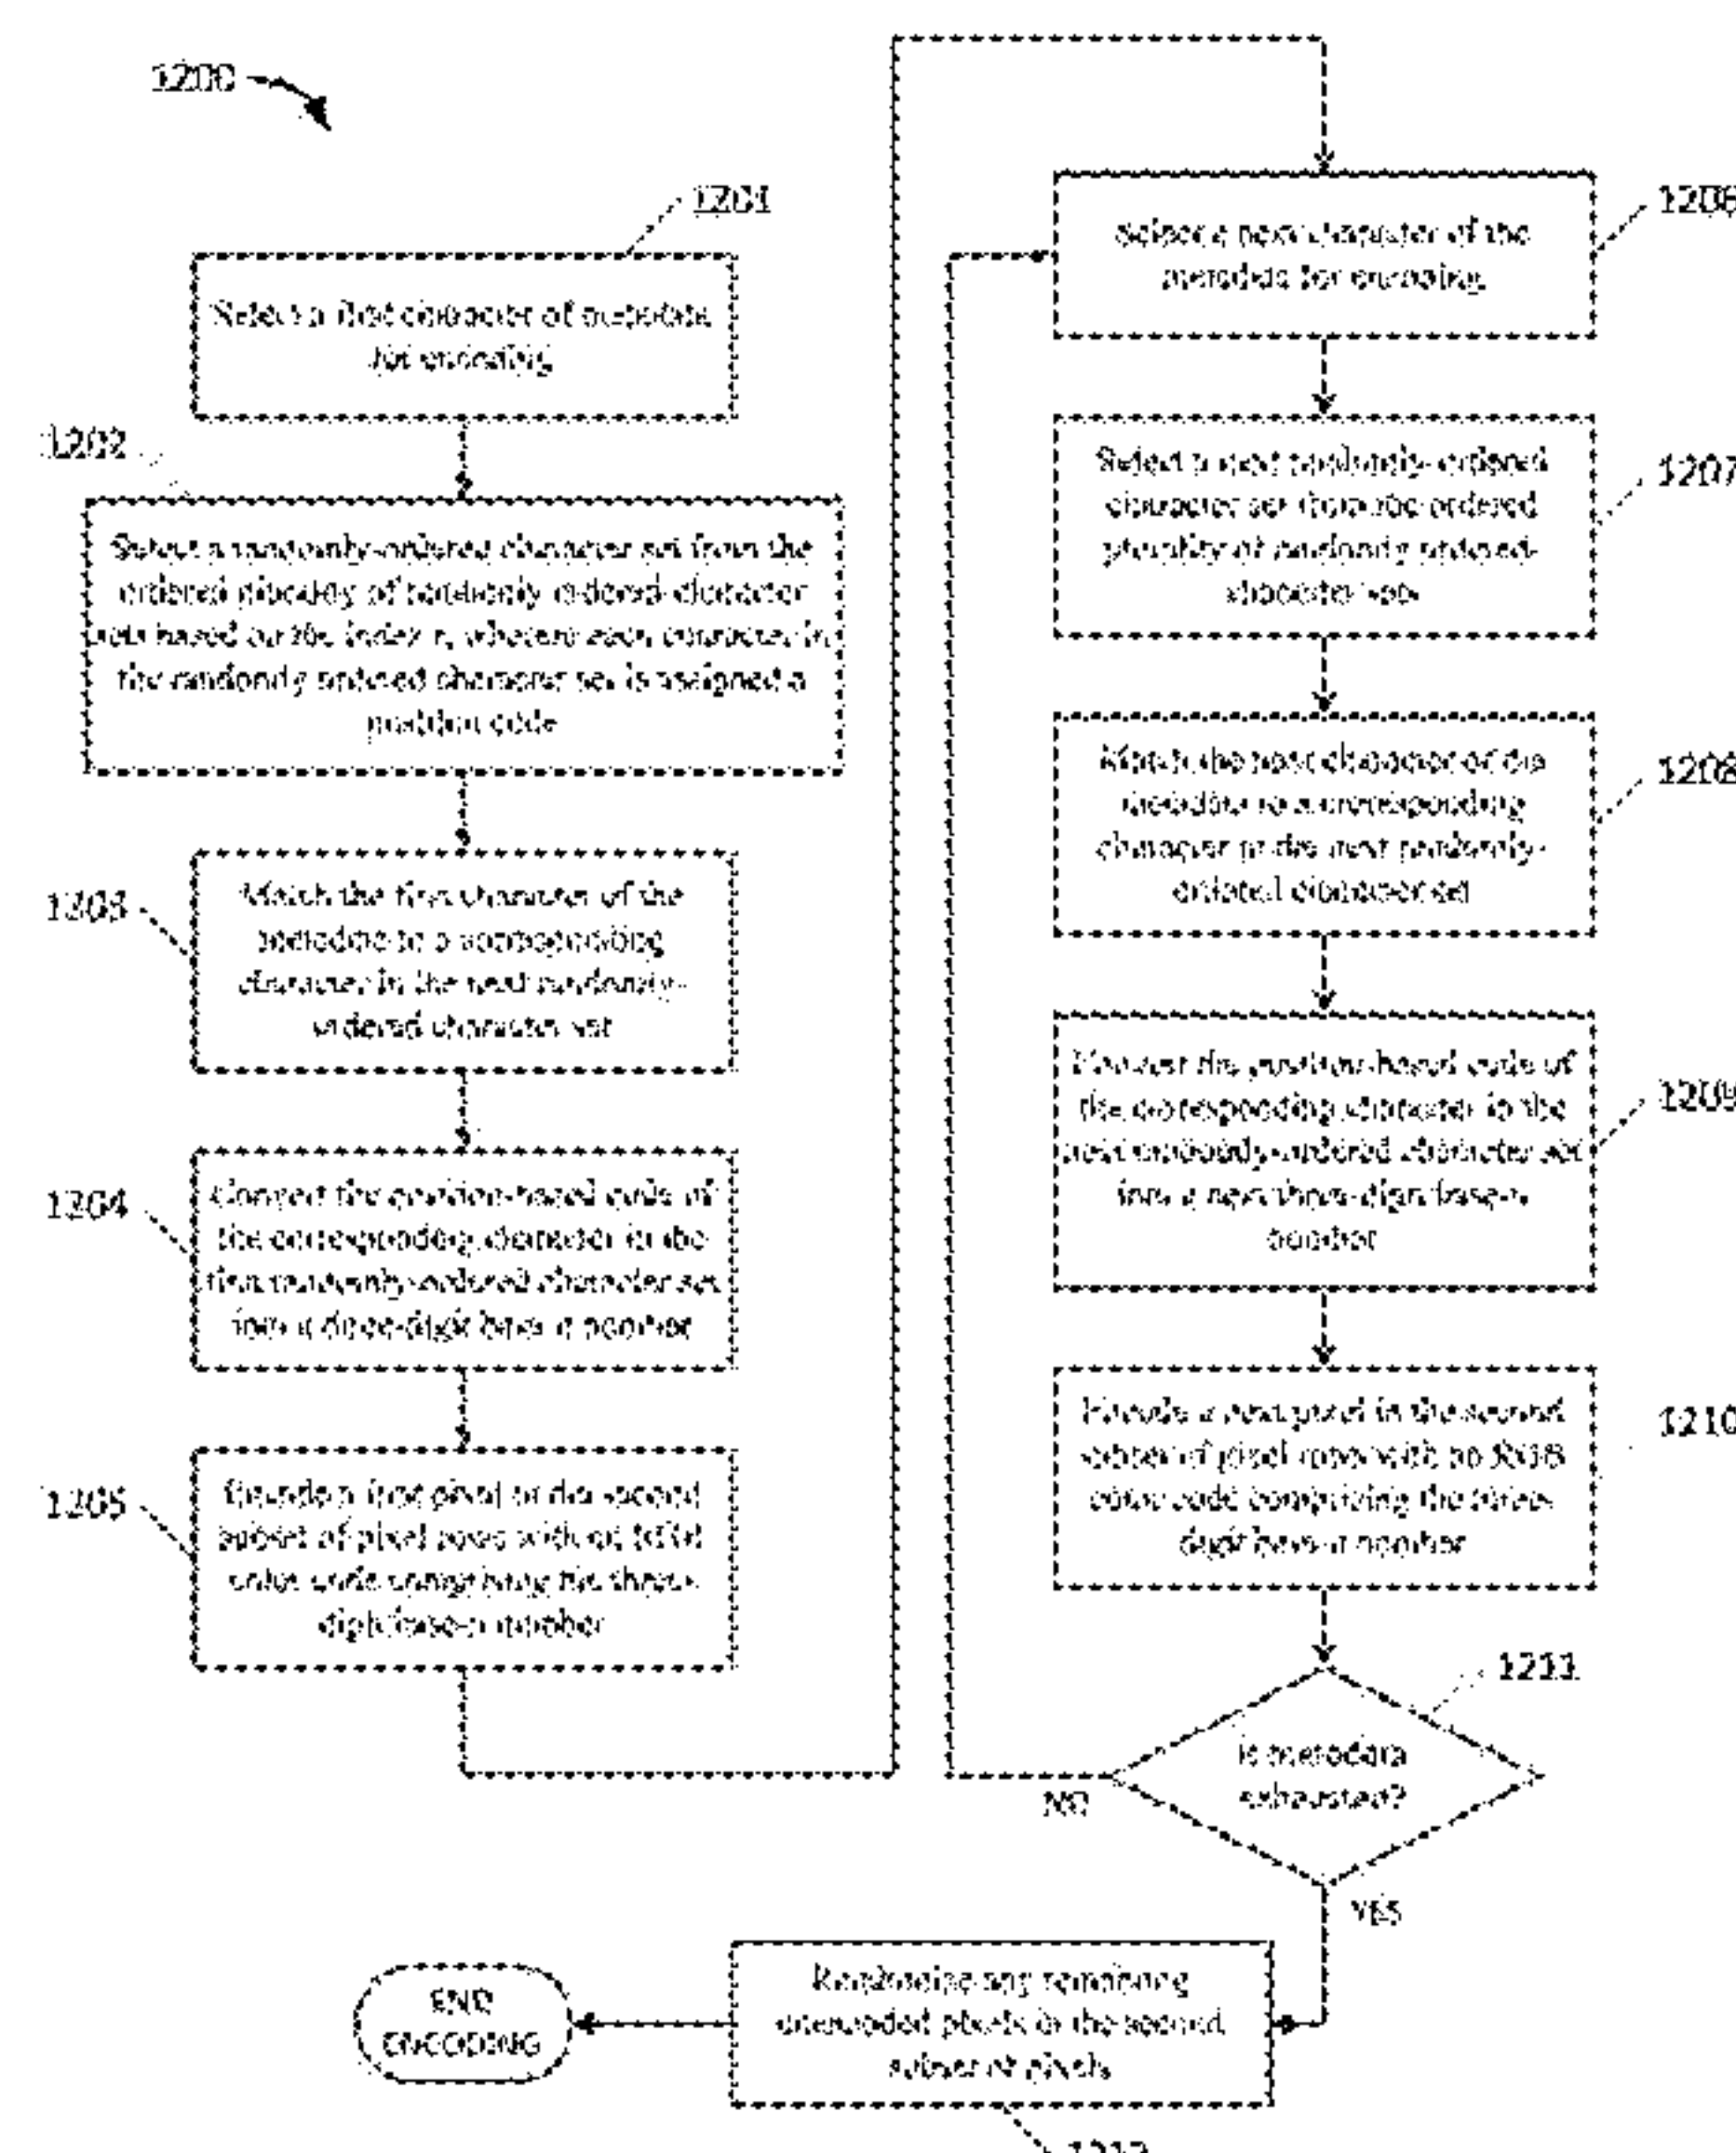 1200
1201
Select a first character of metadata
for encoding
1202
Select a randomly-ordered character set from the
ordered plurality of randomly ordered-character
sets based on the index r, wherein each character in
the randomly ordered character set is assigned a
position code
1203
Match the first character of the
metadata to a corresponding
character in the next randomly-
ordered character set
1204
Convert the position-based code of
the corresponding character in the
first randomly-ordered character set
into a three-digit base-n number
1205
Encode a first pixel in the second
subset of pixel rows with an RGB
color code comprising the three-
digit base-n number
1206
Select a next character of the
metadata for encoding
1207
Select a next randomly-ordered
character set from the ordered
plurality of randomly ordered-
character sets
1208
Match the next character of the
metadata to a corresponding
character in the next randomly-
ordered character set
1209
Convert the position-based code of
the corresponding character in the
next randomly-ordered character set
into a next three-digit base-n
number
1210
Encode a next pixel in the second
subset of pixel rows with an RGB
color code comprising the three-
digit base-n number
1211
Is metadata
exhausted?
NO
YES
Randomize any remaining
unencoded pixels in the second
subset of pixels
1212
END
ENCODING